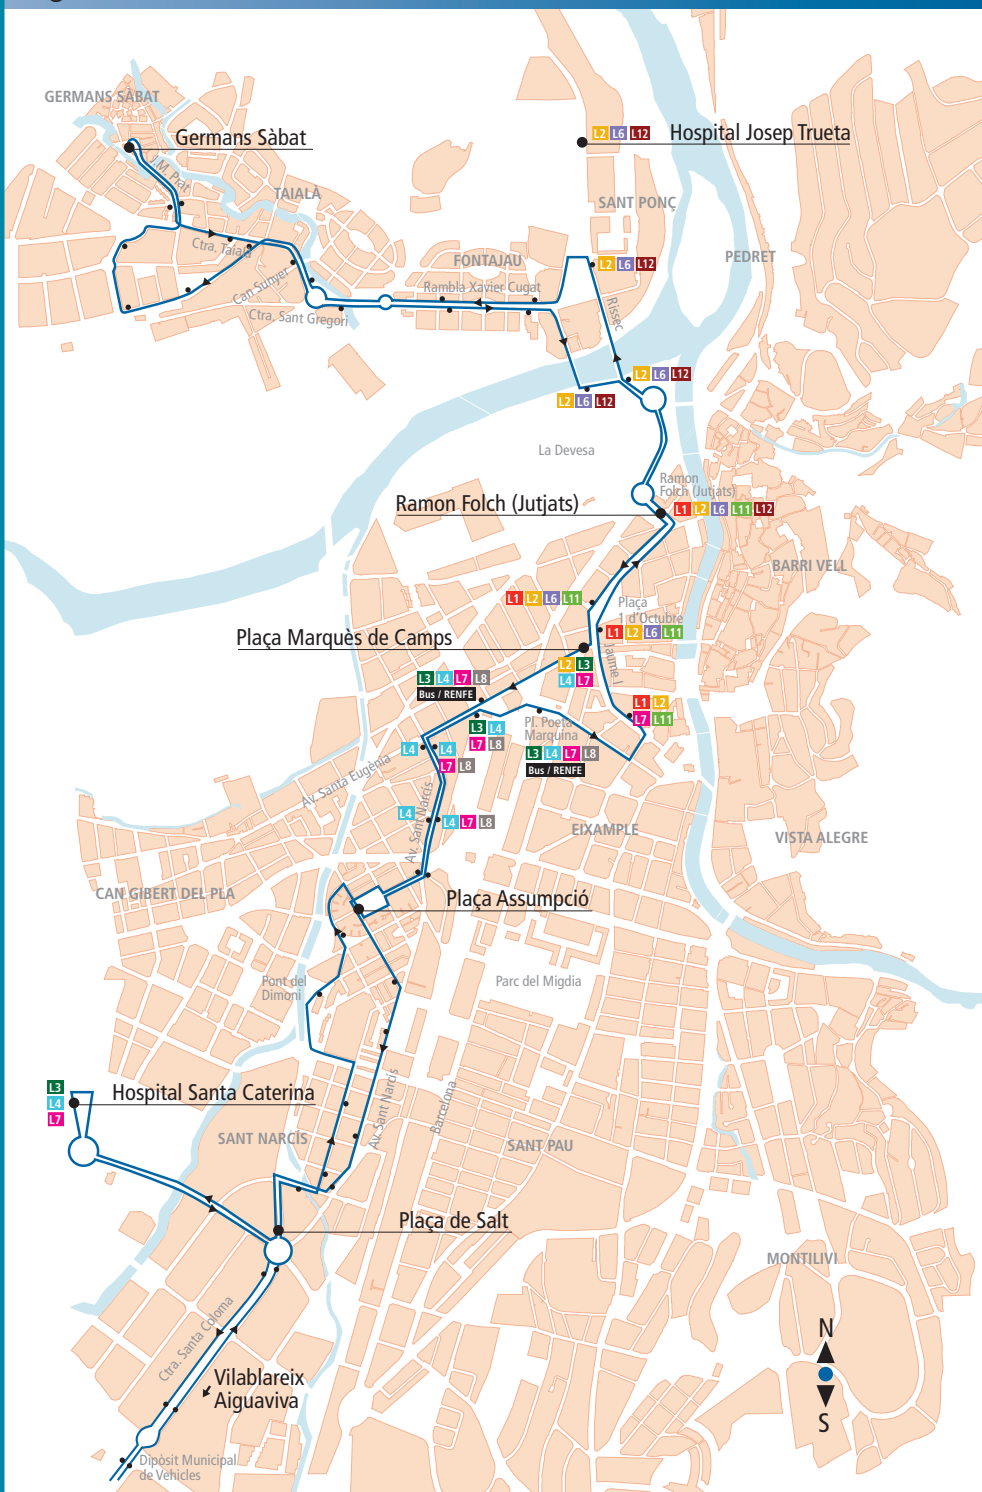 GERMANS SÀBAT
Germans Sàbat
L2 L6 L12
Hospital Josep Trueta
J.M. Prat
TAIALÀ
SANT PONÇ
Ctra. Taialà
FONTAJAU
L2 L6 L12
PEDRET
Can Sunyer
Rambla Xavier Cugat
Ctra. Sant Gregori
Rissec
L2 L6 L12
L2 L6 L12
La Devesa
Ramon
Folch (Jutjats)
Ramon Folch (Jutjats)
L1 L2 L6 L11 L12
BARRI VELL
L1 L2 L6 L11
Plaça
1 d'Octubre
L1 L2 L6 L11
Plaça Marquès de Camps
Jaume I
L2 L3
L4 L7
L3 L4 L7 L8
Bus / RENFE
L1 L2
L7 L11
L3 L4
L7 L8
Pl. Poeta
Marquina
L4
L4
L7 L8
L3 L4 L7 L8
Bus / RENFE
Av. Santa Eugènia
Av. Sant Narcís
L4
L4 L7 L8
EIXAMPLE
VISTA ALEGRE
CAN GIBERT DEL PLA
Plaça Assumpció
Pont del
Dimoni
Parc del Migdia
L3
L4
L7
Hospital Santa Caterina
Av. Sant Narcís
Barcelona
SANT NARCÍS
SANT PAU
Plaça de Salt
MONTILIVI
Ctra. Santa Coloma
N
S
Vilablareix
Aiguaviva
Dipòsit Municipal
de Vehicles